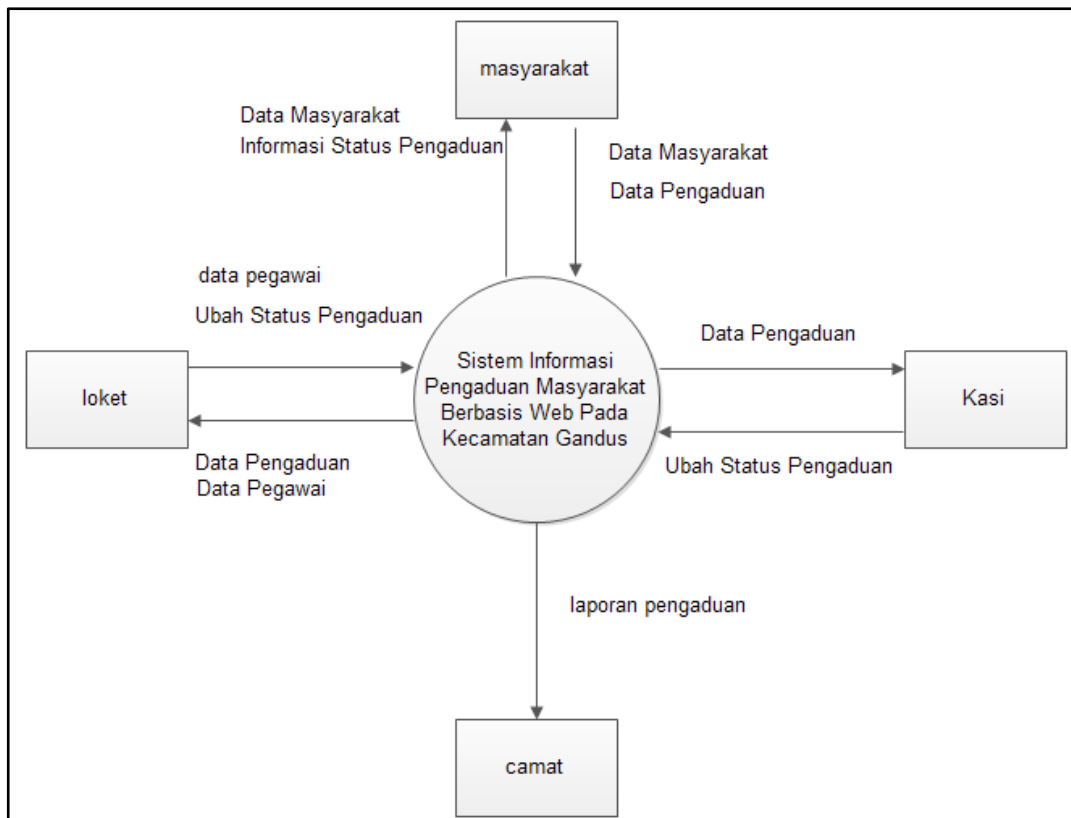 masyarakat
Data Masyarakat
Informasi Status Pengaduan
Data Masyarakat
Data Pengaduan
data pegawai
Ubah Status Pengaduan
Data Pengaduan
loket
Sistem Informasi
Pengaduan Masyarakat
Berbasis Web Pada
Kecamatan Gandus
Kasi
Data Pengaduan
Data Pegawai
Ubah Status Pengaduan
laporan pengaduan
camat